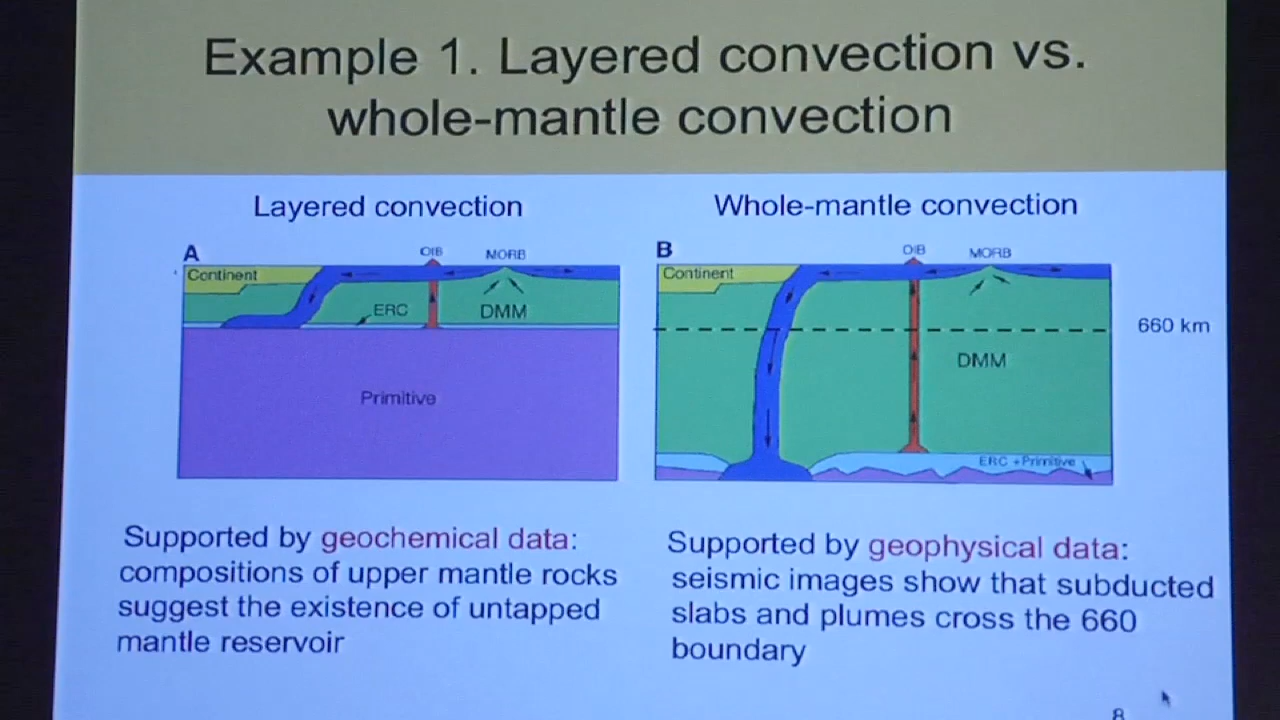 Example 1. Layered convection vs.
whole-mantle convection
Layered convection
A
OIB
MORB
Continent
ERC
DMM
Primitive
Supported by geochemical data:
compositions of upper mantle rocks
suggest the existence of untapped
mantle reservoir
Whole-mantle convection
B
OIB
MORB
Continent
660 km
DMM
ERC + Primitive
Supported by geophysical data:
seismic images show that subducted
slabs and plumes cross the 660
boundary
8